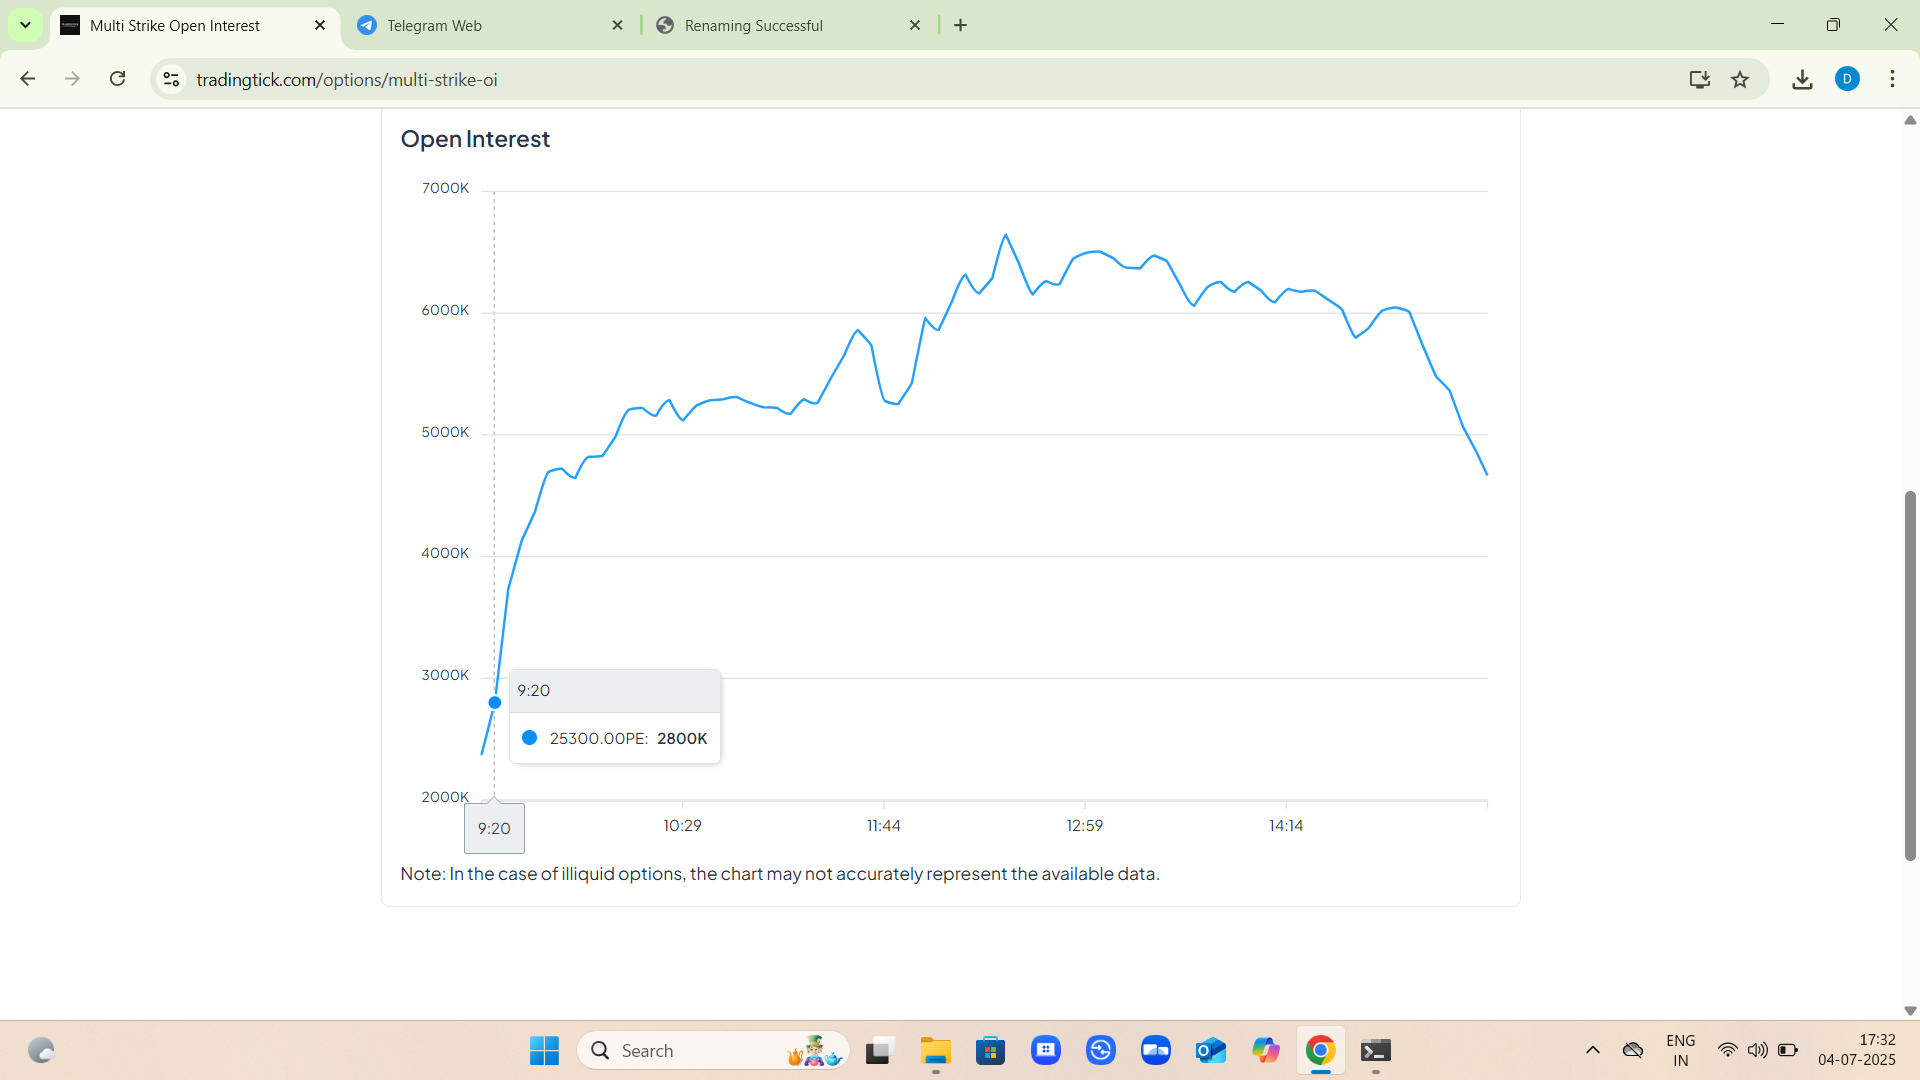 Multi Strike Open Interest
Telegram Web
Renaming Successful
tradingtick.com/options/multi-strike-oi
D
Open Interest
7000K
6000K
5000K
4000K
3000K
9:20
25300.00PE: 2800K
2000K
9:20
10:29
11:44
12:59
14:14
Note: In the case of illiquid options, the chart may not accurately represent the available data.
Search
ENG
IN
17:32
04-07-2025